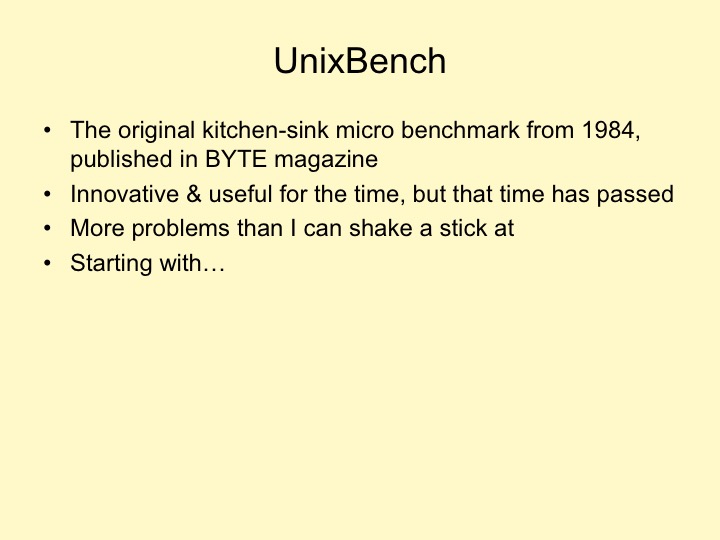 UnixBench
• The original kitchen-sink micro benchmark from 1984,
published in BYTE magazine
• Innovative & useful for the time, but that time has passed
• More problems than I can shake a stick at
• Starting with…